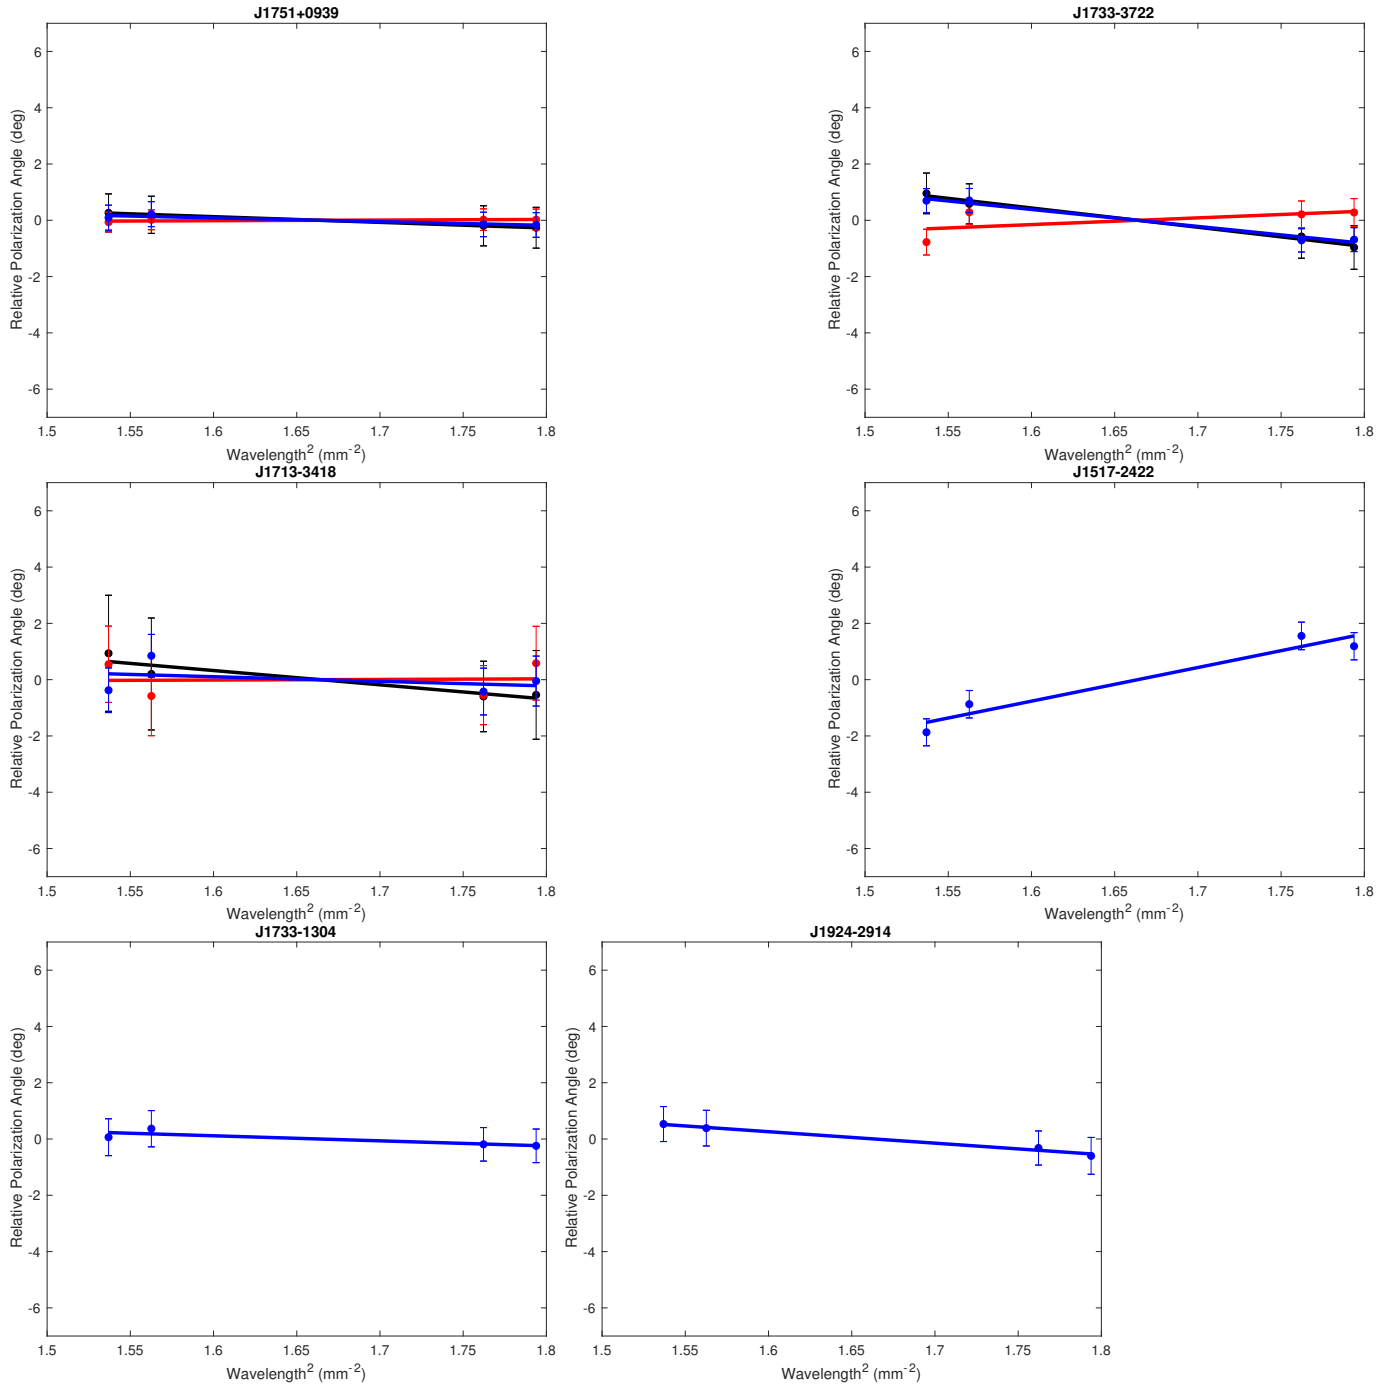 J1751+0939
6
4
2
0
-2
-4
-6
Relative Polarization Angle (deg)
1.5 1.55 1.6 1.65 1.7 1.75 1.8
Wavelength² (mm⁻²)
J1733-3722
6
4
2
0
-2
-4
-6
Relative Polarization Angle (deg)
1.5 1.55 1.6 1.65 1.7 1.75 1.8
Wavelength² (mm⁻²)
J1713-3418
6
4
2
0
-2
-4
-6
Relative Polarization Angle (deg)
1.5 1.55 1.6 1.65 1.7 1.75 1.8
Wavelength² (mm⁻²)
J1517-2422
6
4
2
0
-2
-4
-6
Relative Polarization Angle (deg)
1.5 1.55 1.6 1.65 1.7 1.75 1.8
Wavelength² (mm⁻²)
J1733-1304
6
4
2
0
-2
-4
-6
Relative Polarization Angle (deg)
1.5 1.55 1.6 1.65 1.7 1.75 1.8
Wavelength² (mm⁻²)
J1924-2914
6
4
2
0
-2
-4
-6
Relative Polarization Angle (deg)
1.5 1.55 1.6 1.65 1.7 1.75 1.8
Wavelength² (mm⁻²)